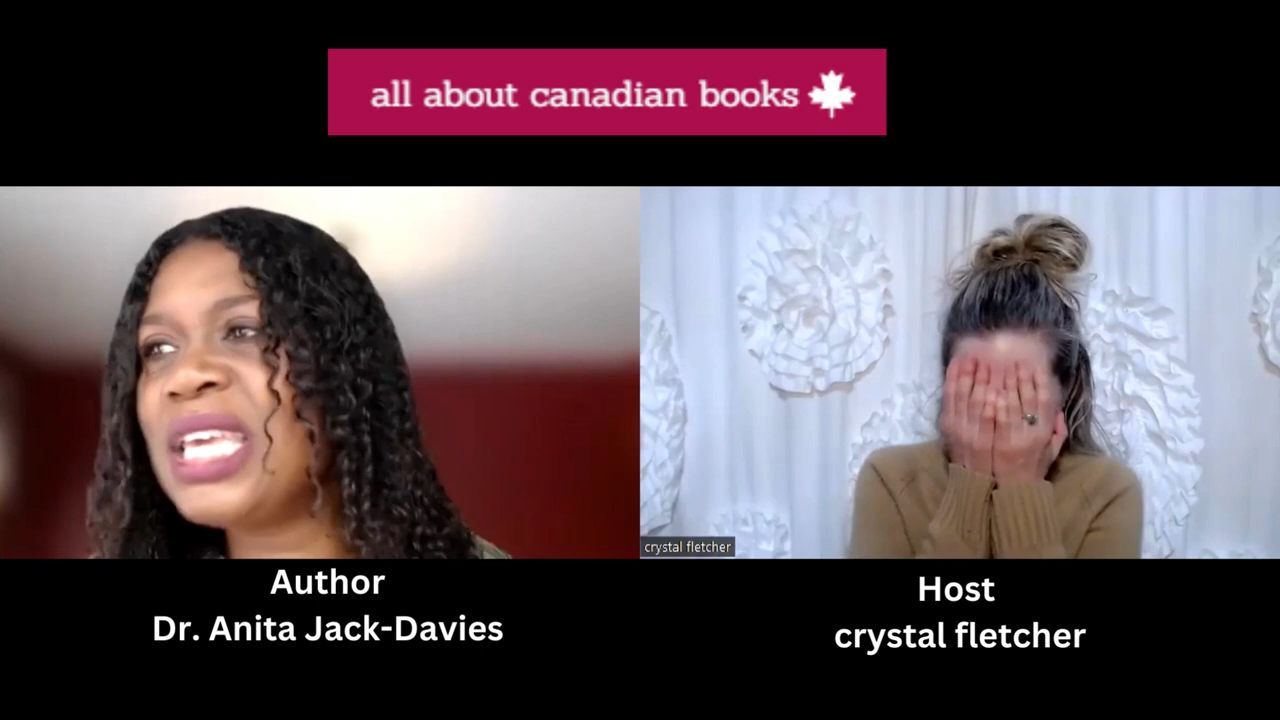 all about canadian books
crystal fletcher
Author
Dr. Anita Jack-Davies
Host
crystal fletcher